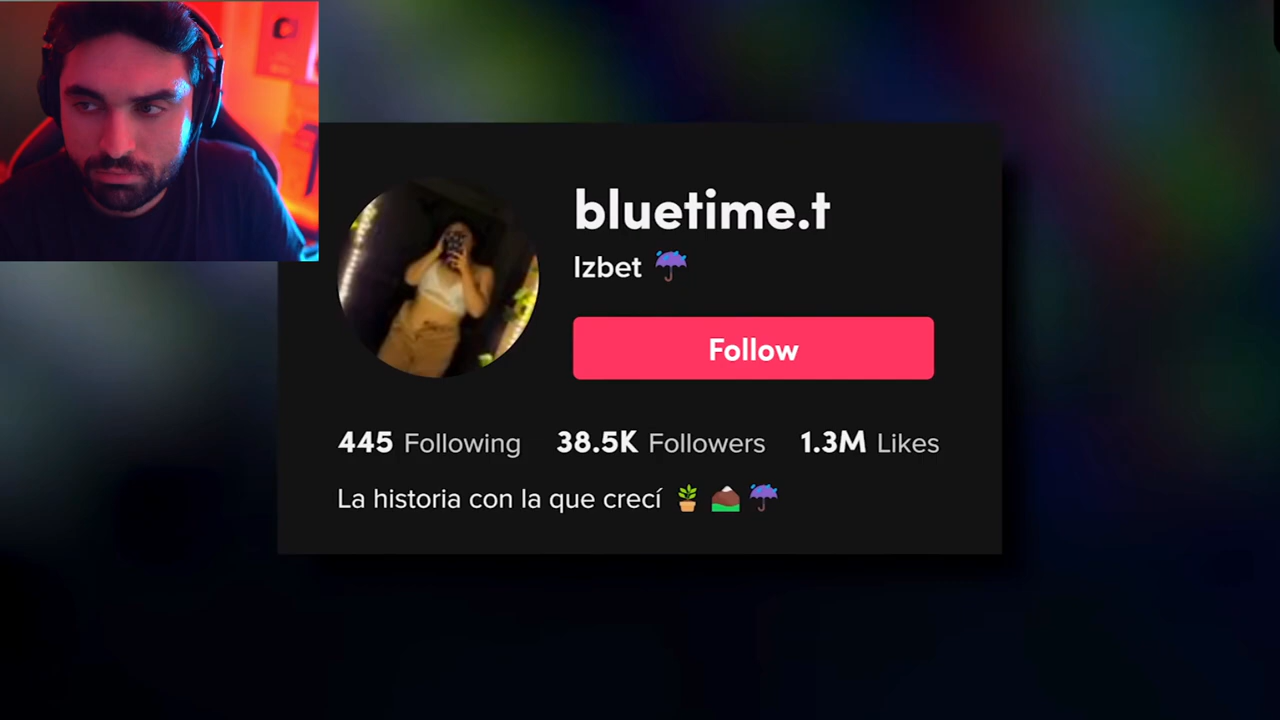 bluetime.t
Izbet
Follow
445 Following 38.5K Followers 1.3M Likes
La historia con la que crecí